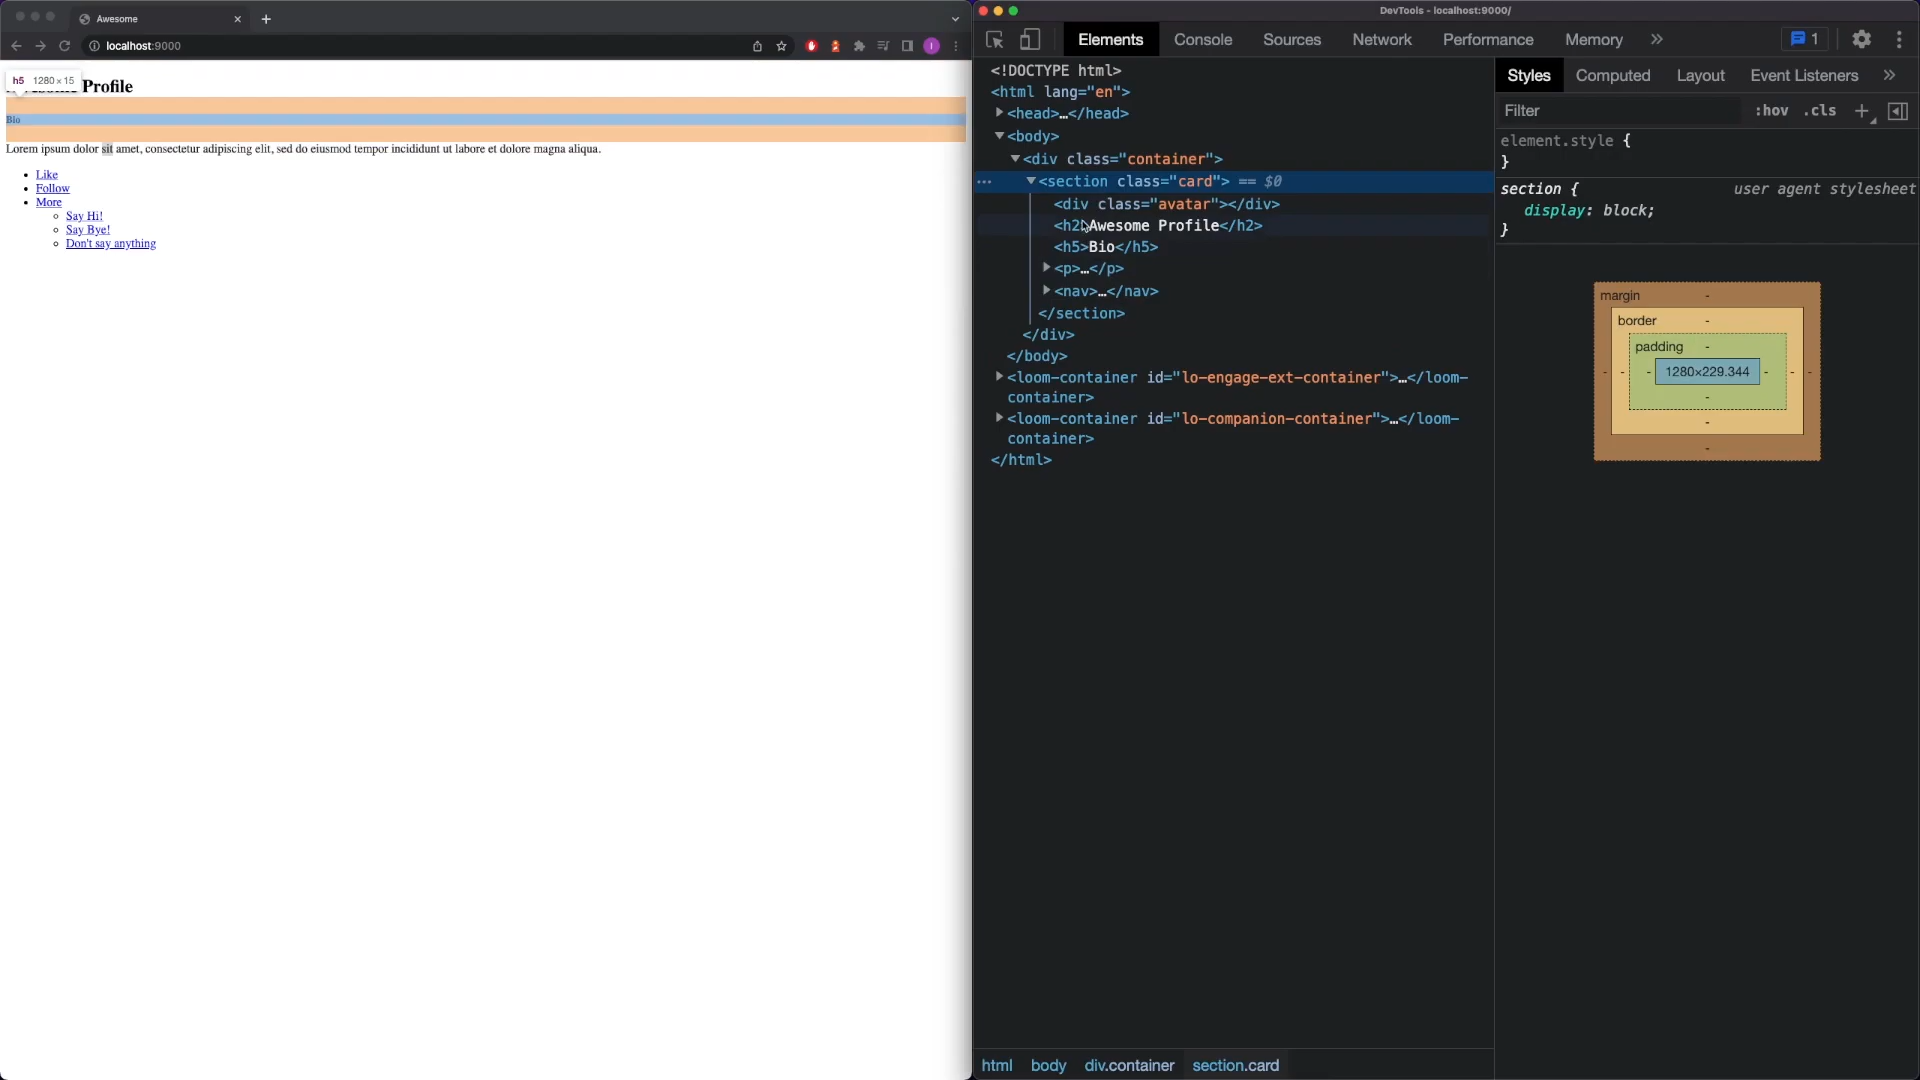 Awesome
localhost:9000
h5 1280×15
Profile
Bio
Lorem ipsum dolor sit amet, consectetur adipiscing elit, sed do eiusmod tempor incididunt ut labore et dolore magna aliqua.
Like
Follow
More
Say Hi!
Say Bye!
Don't say anything
DevTools - localhost:9000/
Elements Console Sources Network Performance Memory » 1
<!DOCTYPE html>
<html lang="en">
<head>…</head>
<body>
<div class="container">
<section class="card"> == $0
<div class="avatar"></div>
<h2>Awesome Profile</h2>
<h5>Bio</h5>
<p>…</p>
<nav>…</nav>
</section>
</div>
</body>
<loom-container id="lo-engage-ext-container">…</loom-
container>
<loom-container id="lo-companion-container">…</loom-
container>
</html>
html body div.container section.card
Styles Computed Layout Event Listeners »
Filter :hov .cls
element.style {
}
section { user agent stylesheet
display: block;
}
margin -
border -
padding -
- - - 1280×229.344 - - -
-
-
-